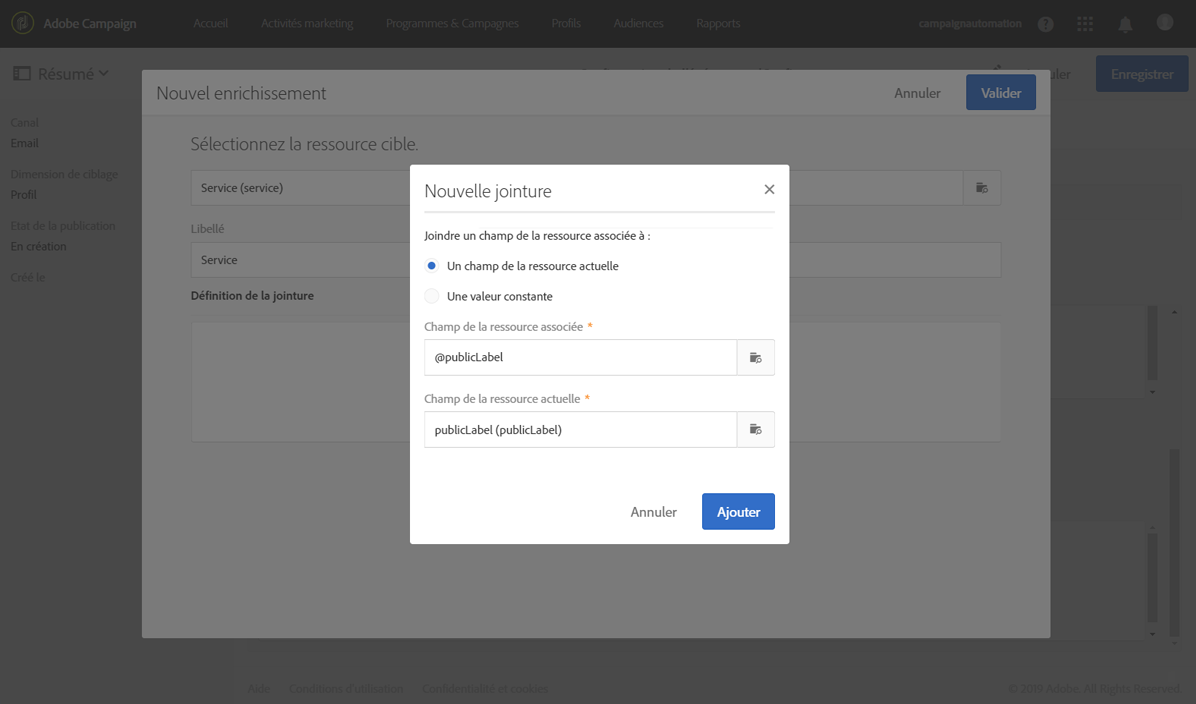 Adobe Campaign
Accueil
Activités marketing
Programmes & Campagnes
Profils
Audiences
Rapports
campaignautomation
Résumé
Enregistrer
Canal
Email
Dimension de ciblage
Profil
Etat de la publication
En création
Créé le
Nouvel enrichissement
Annuler
Valider
Sélectionnez la ressource cible.
Service (service)
Libellé
Service
Définition de la jointure
Nouvelle jointure
Joindre un champ de la ressource associée à :
Un champ de la ressource actuelle
Une valeur constante
Champ de la ressource associée *
@publicLabel
Champ de la ressource actuelle *
publicLabel (publicLabel)
Annuler
Ajouter
Aide
Conditions d'utilisation
Confidentialité et cookies
© 2019 Adobe. All Rights Reserved.